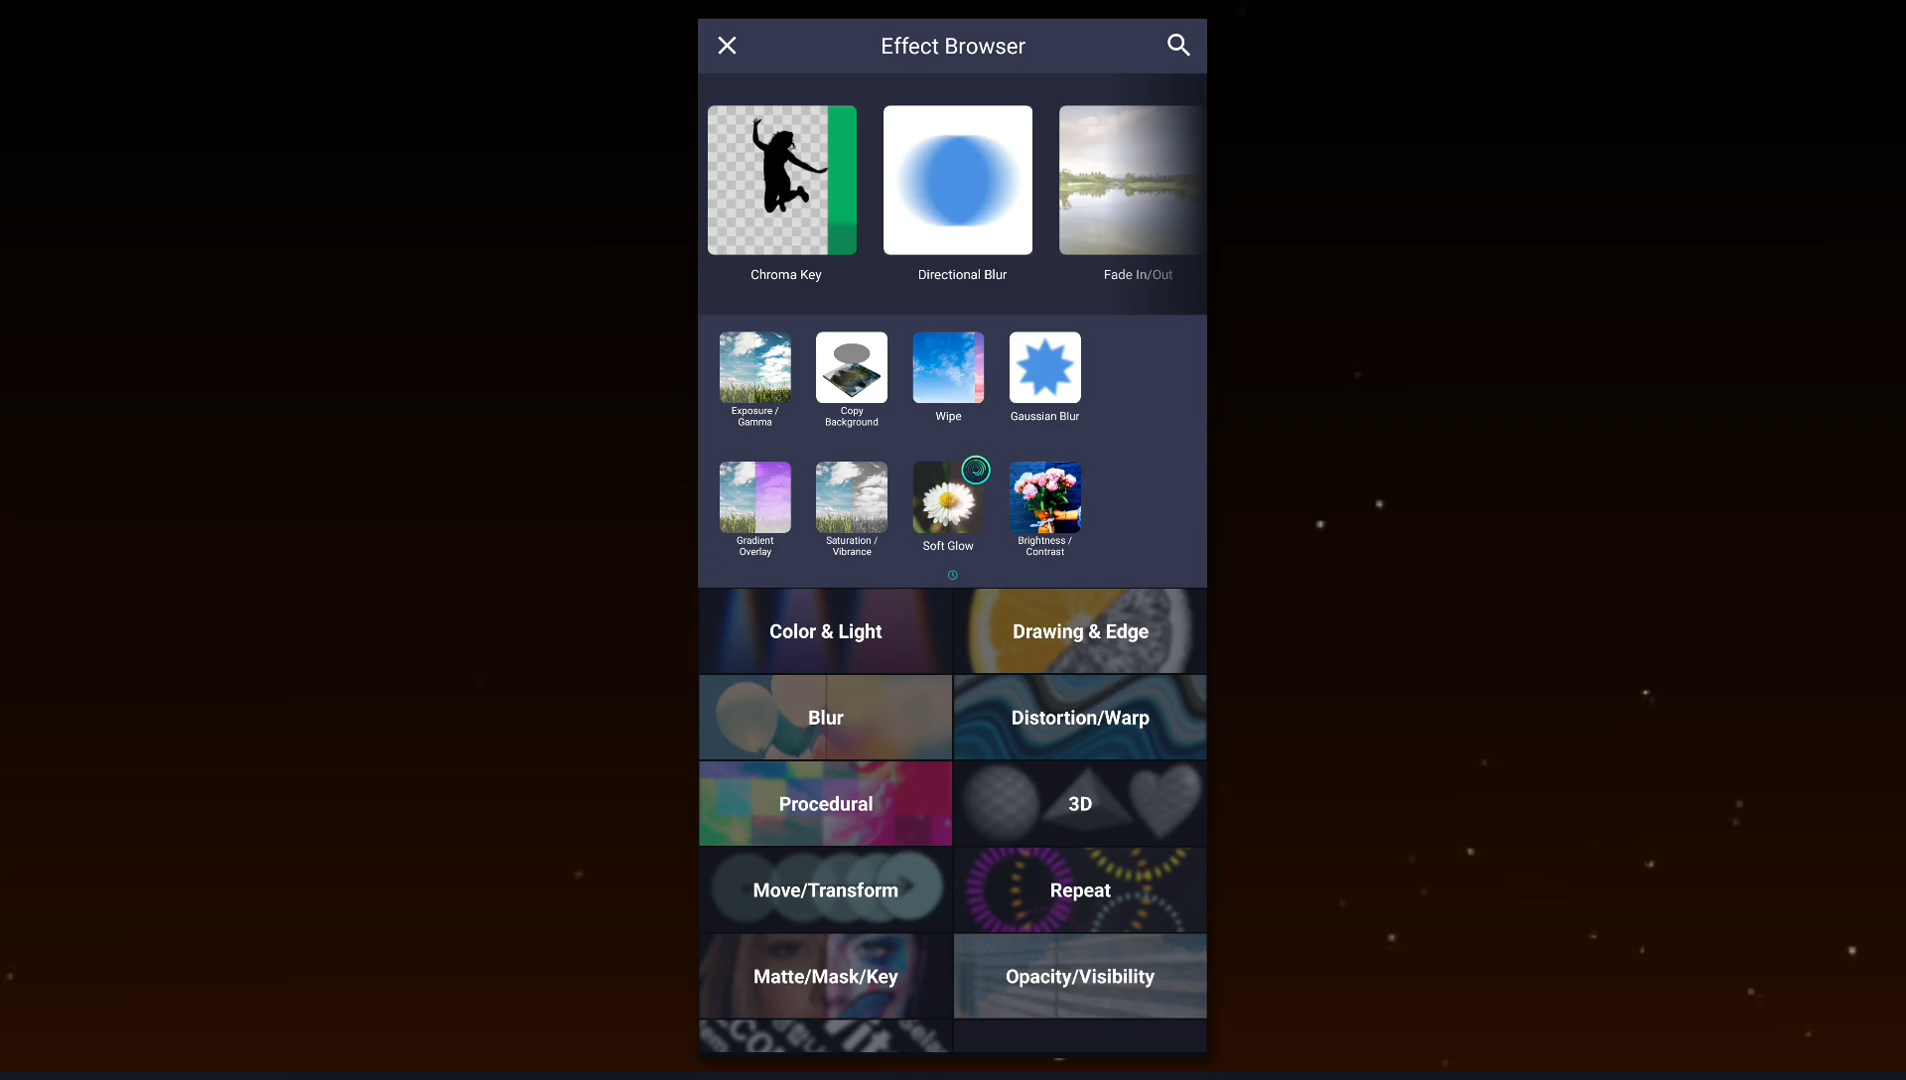 Effect Browser
Chroma Key
Directional Blur
Fade In/Out
Exposure /
Gamma
Copy
Background
Wipe
Gaussian Blur
Gradient
Overlay
Saturation /
Vibrance
Soft Glow
Brightness /
Contrast
Color & Light
Drawing & Edge
Blur
Distortion/Warp
Procedural
3D
Move/Transform
Repeat
Matte/Mask/Key
Opacity/Visibility